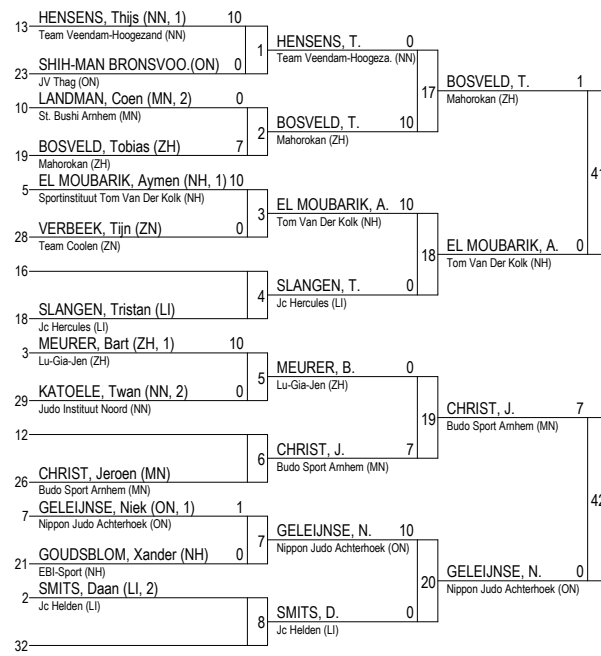 13 HENSENS, Thijs (NN, 1) 10
Team Veendam-Hoogezand (NN)
1
23 SHIH-MAN BRONSVOO.(ON) 0
JV Thag (ON)
10 LANDMAN, Coen (MN, 2) 0
St. Bushi Arnhem (MN)
2
19 BOSVELD, Tobias (ZH) 7
Mahorokan (ZH)
5 EL MOUBARIK, Aymen (NH, 1) 10
Sportinstituut Tom Van Der Kolk (NH)
3
28 VERBEEK, Tijn (ZN) 0
Team Coolen (ZN)
16
4
18 SLANGEN, Tristan (LI)
Jc Hercules (LI)
3 MEURER, Bart (ZH, 1) 10
Lu-Gia-Jen (ZH)
5
29 KATOELE, Twan (NN, 2) 0
Judo Instituut Noord (NN)
12
6
26 CHRIST, Jeroen (MN)
Budo Sport Arnhem (MN)
7 GELEIJNSE, Niek (ON, 1) 1
Nippon Judo Achterhoek (ON)
7
21 GOUDSBLOM, Xander (NH) 0
EBI-Sport (NH)
2 SMITS, Daan (LI, 2)
Jc Helden (LI)
8
32
HENSENS, T. 0
Team Veendam-Hoogeza. (NN)
17
BOSVELD, T. 10
Mahorokan (ZH)
EL MOUBARIK, A. 10
Tom Van Der Kolk (NH)
18
SLANGEN, T. 0
Jc Hercules (LI)
MEURER, B. 0
Lu-Gia-Jen (ZH)
19
CHRIST, J. 7
Budo Sport Arnhem (MN)
GELEIJNSE, N. 10
Nippon Judo Achterhoek (ON)
20
SMITS, D. 0
Jc Helden (LI)
BOSVELD, T. 1
Mahorokan (ZH)
41
EL MOUBARIK, A. 0
Tom Van Der Kolk (NH)
CHRIST, J. 7
Budo Sport Arnhem (MN)
42
GELEIJNSE, N. 0
Nippon Judo Achterhoek (ON)